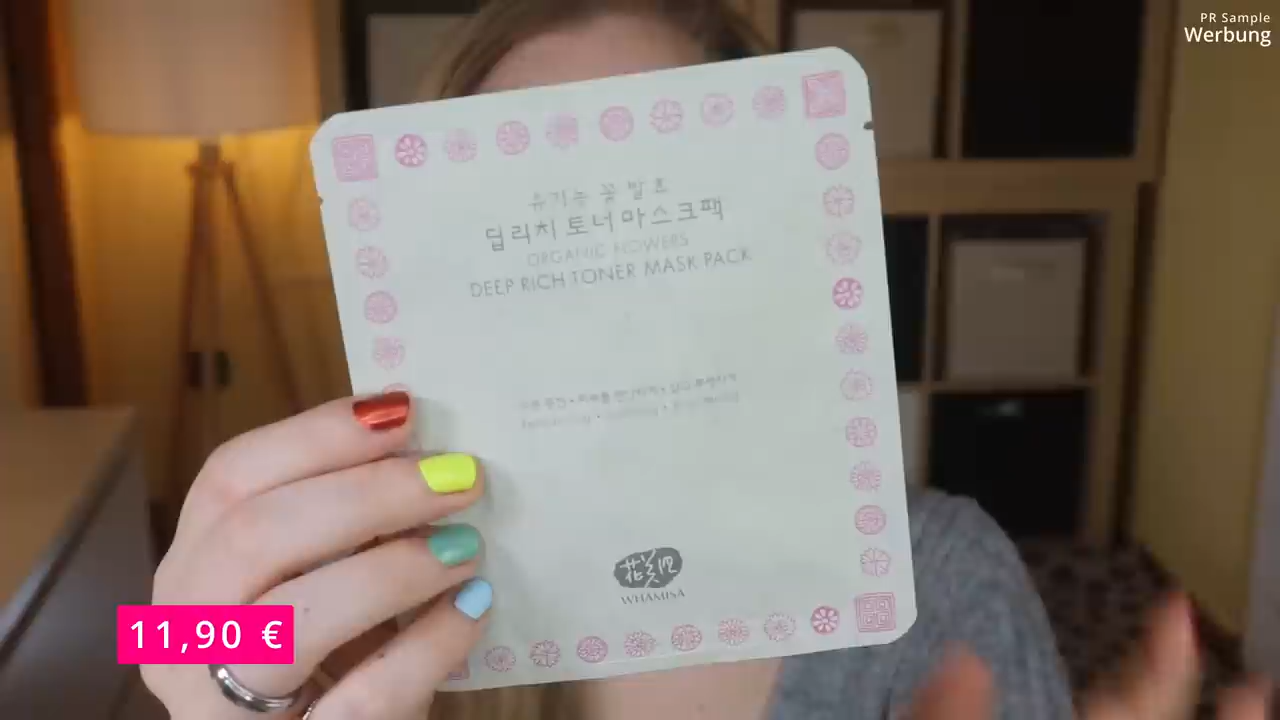 PR Sample
Werbung
유기농 꽃 발효
딥리치 토너 마스크팩
ORGANIC FLOWERS
DEEP RICH TONER MASK PACK
WHAMISA
11,90 €